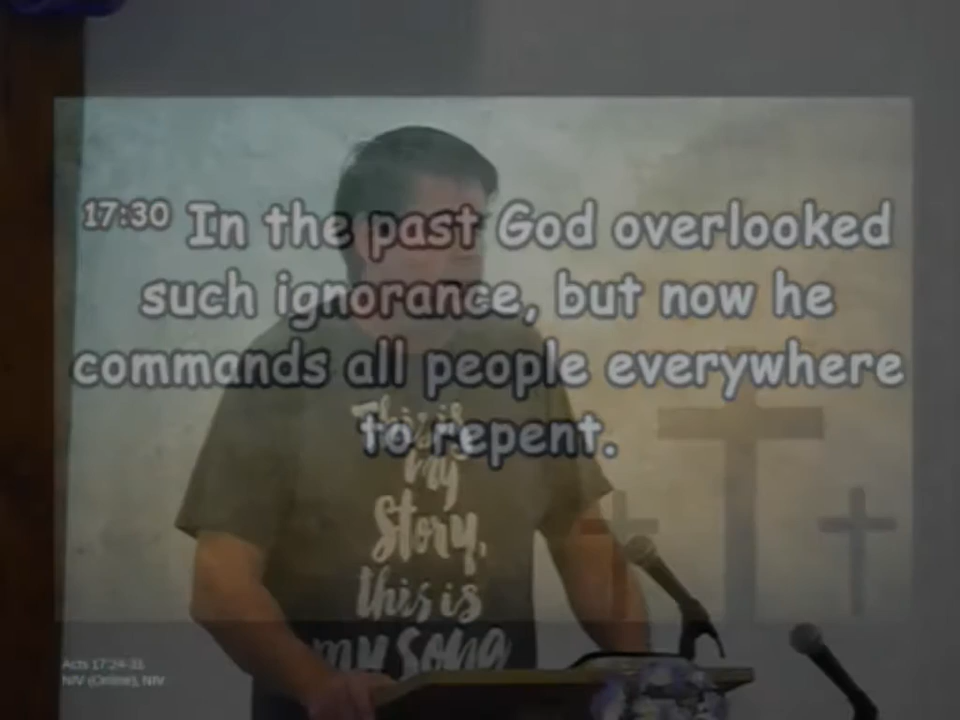 17:30 In the past God overlooked
such ignorance, but now he
commands all people everywhere
to repent.
This is
my
Story,
this is
my Song
Acts 17:24-31
NIV (Online), NIV